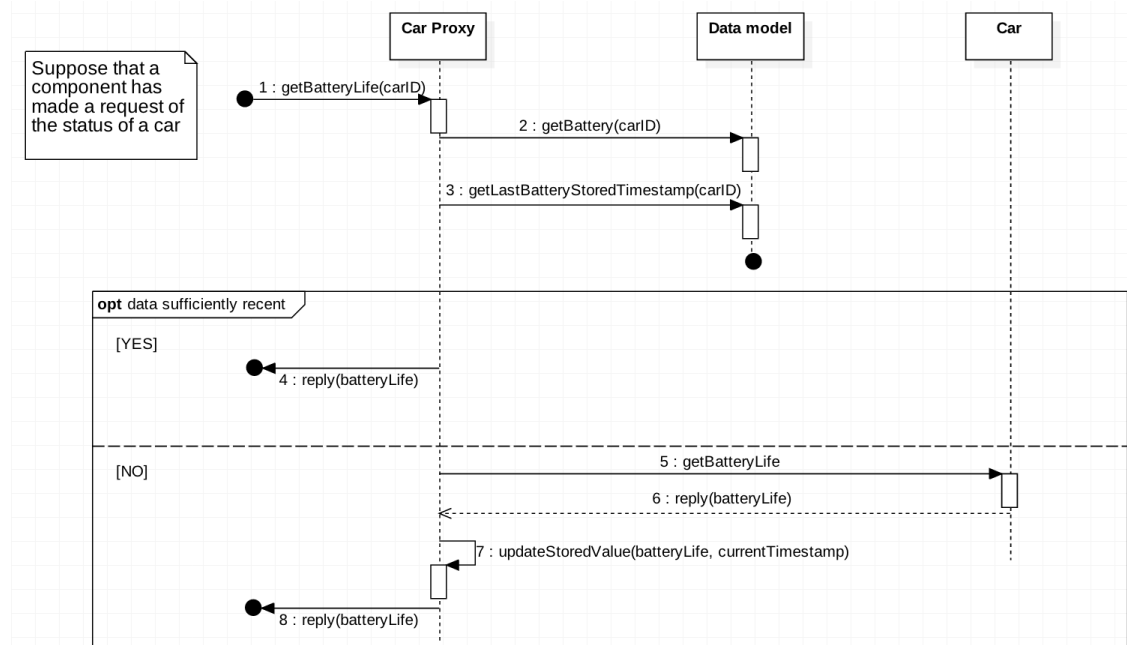 Car Proxy
Data model
Car
Suppose that a
component has
made a request of
the status of a car
1 : getBatteryLife(carID)
2 : getBattery(carID)
3 : getLastBatteryStoredTimestamp(carID)
opt data sufficiently recent
[YES]
4 : reply(batteryLife)
[NO]
5 : getBatteryLife
6 : reply(batteryLife)
7 : updateStoredValue(batteryLife, currentTimestamp)
8 : reply(batteryLife)